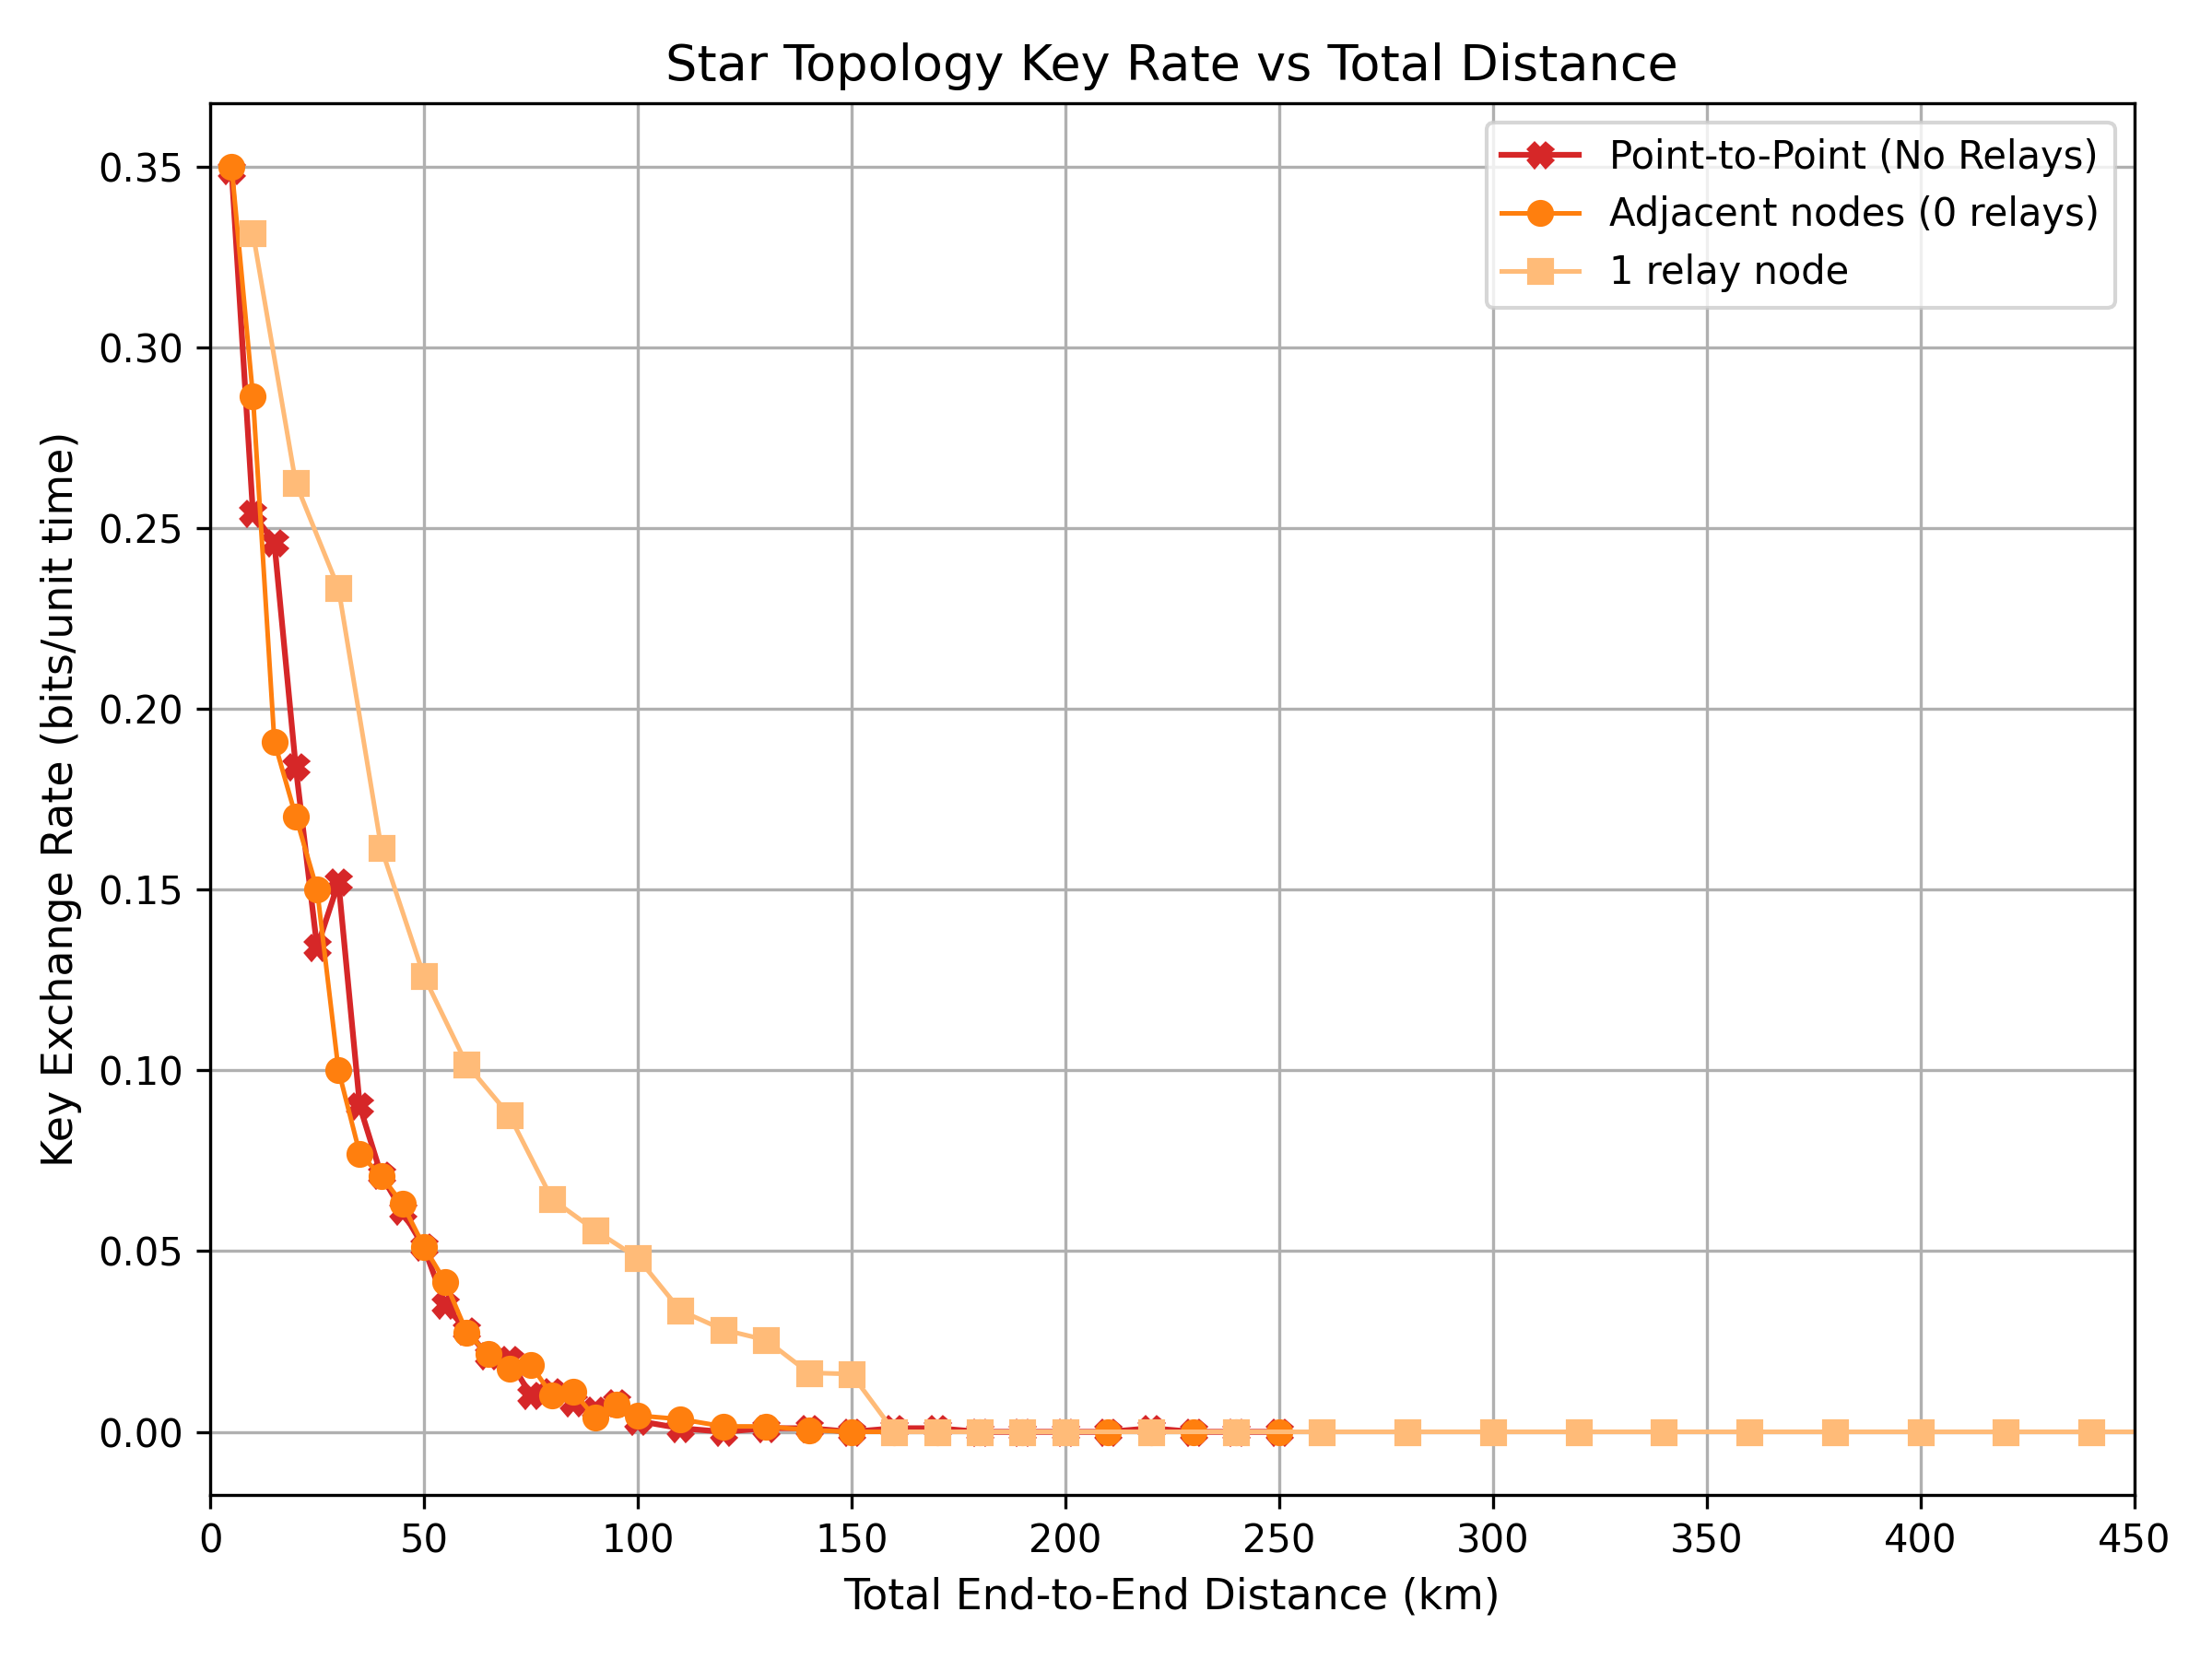 Star Topology Key Rate vs Total Distance
Point-to-Point (No Relays)
Adjacent nodes (0 relays)
1 relay node
Key Exchange Rate (bits/unit time)
0.35
0.30
0.25
0.20
0.15
0.10
0.05
0.00
0 50 100 150 200 250 300 350 400 450
Total End-to-End Distance (km)